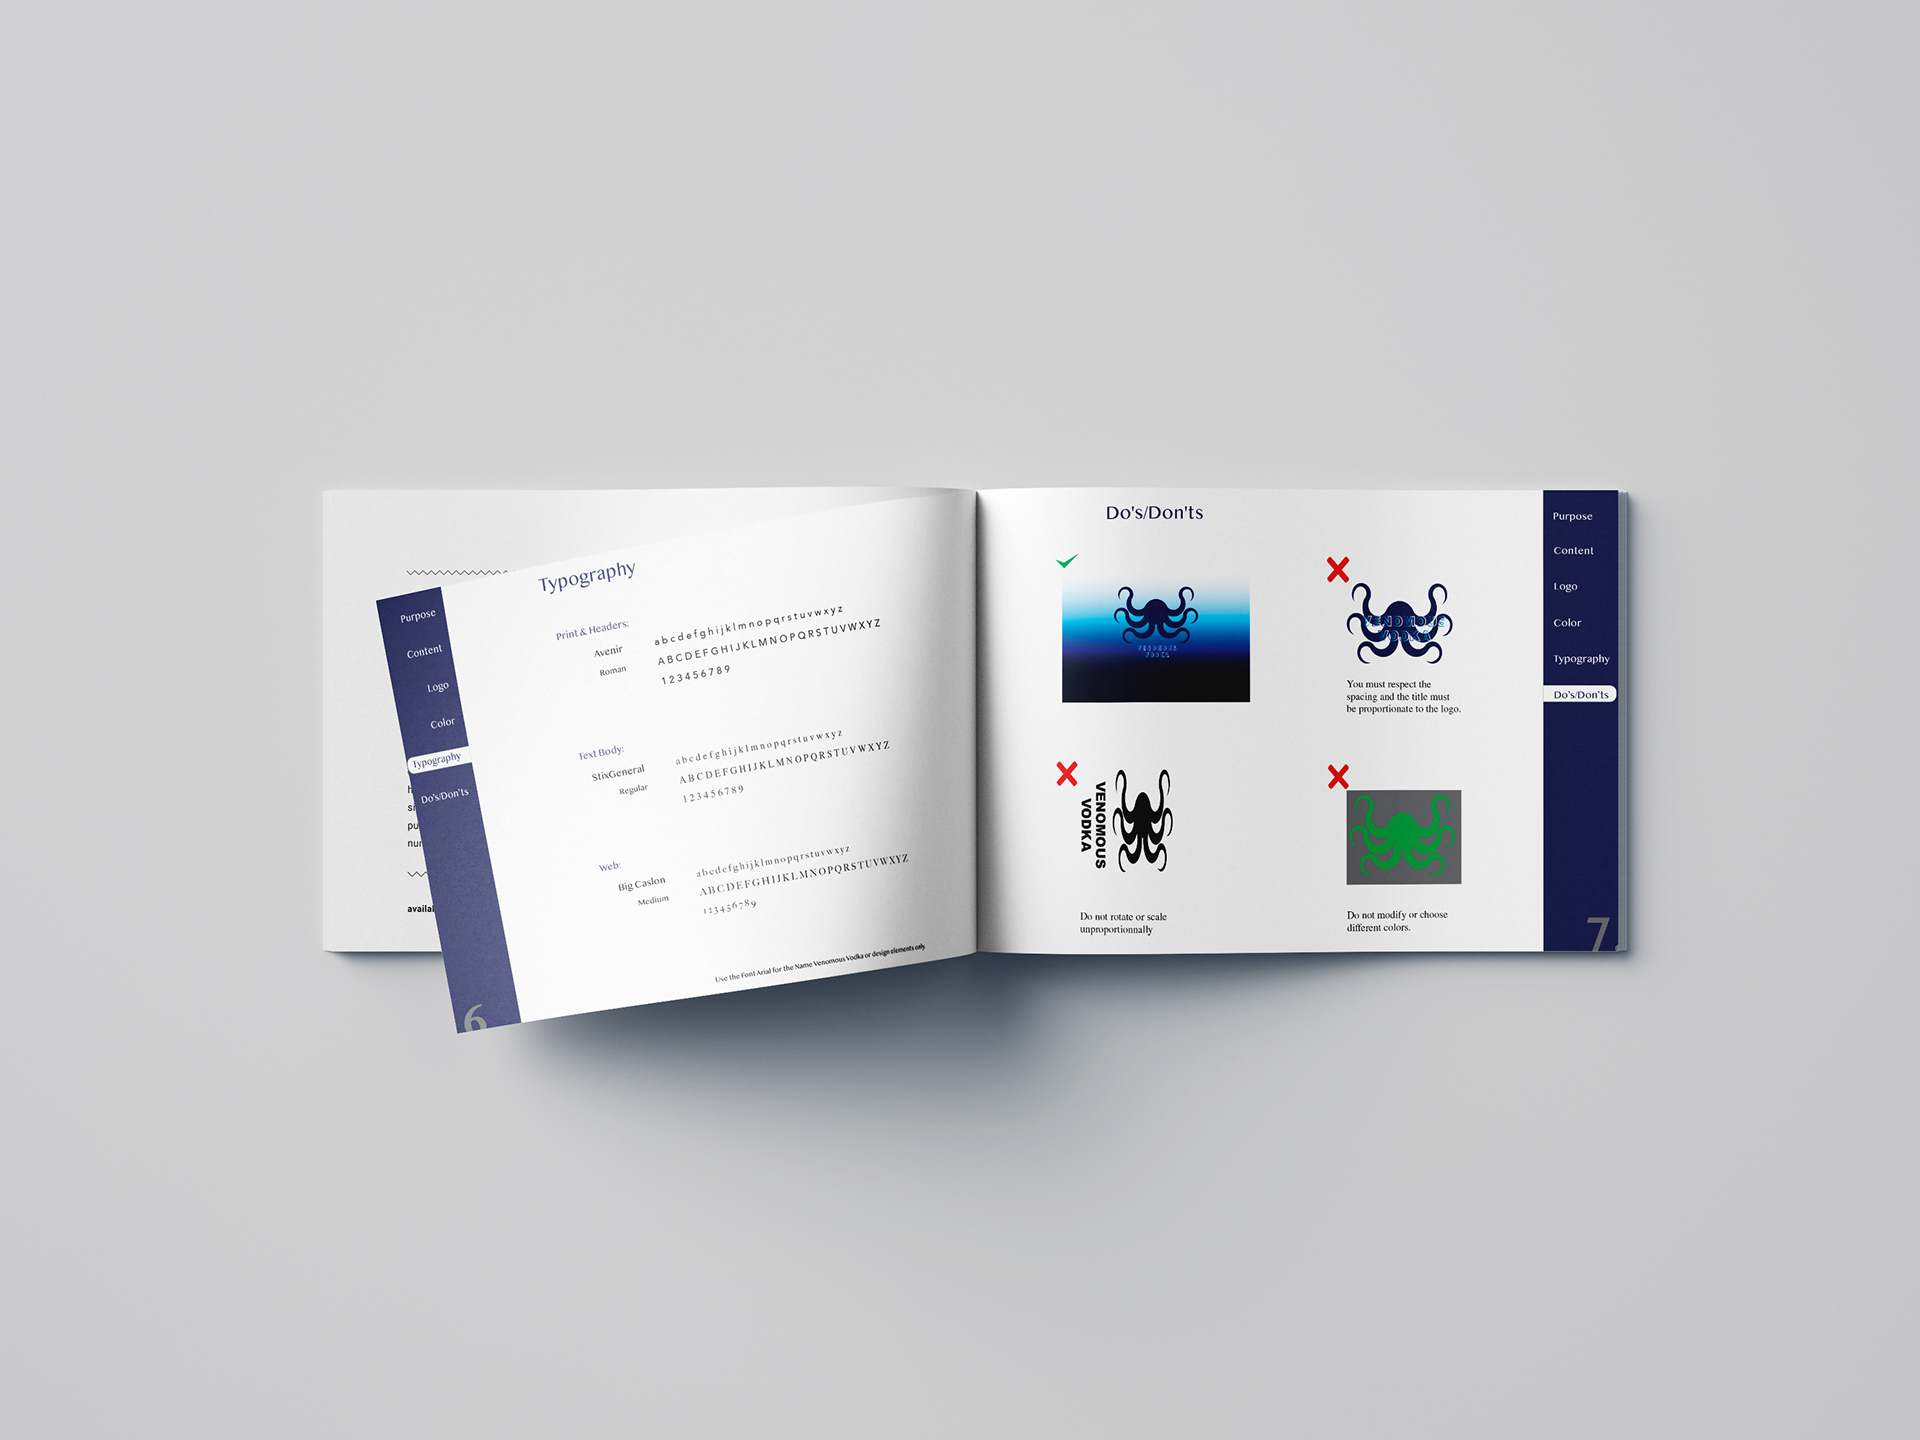 Purpose
Content
Logo
Color
Typography
Do's/Don'ts
6
Typography
Print & Headers:
Avenir
Roman
abcdefghijklmnopqrstuvwxyz
ABCDEFGHIJKLMNOPQRSTUVWXYZ
123456789
Text Body:
StixGeneral
Regular
abcdefghijklmnopqrstuvwxyz
ABCDEFGHIJKLMNOPQRSTUVWXYZ
123456789
Web:
Big Caslon
Medium
abcdefghijklmnopqrstuvwxyz
ABCDEFGHIJKLMNOPQRSTUVWXYZ
123456789
Use the Font Arial for the Name Venomous Vodka or design elements only.
Do's/Don'ts
VENOMOUS
VODKA
VENOMOUS
VODKA
You must respect the
spacing and the title must
be proportionate to the logo.
VENOMOUS
VODKA
Do not rotate or scale
unproportionnally
Do not modify or choose
different colors.
Purpose
Content
Logo
Color
Typography
Do's/Don'ts
7